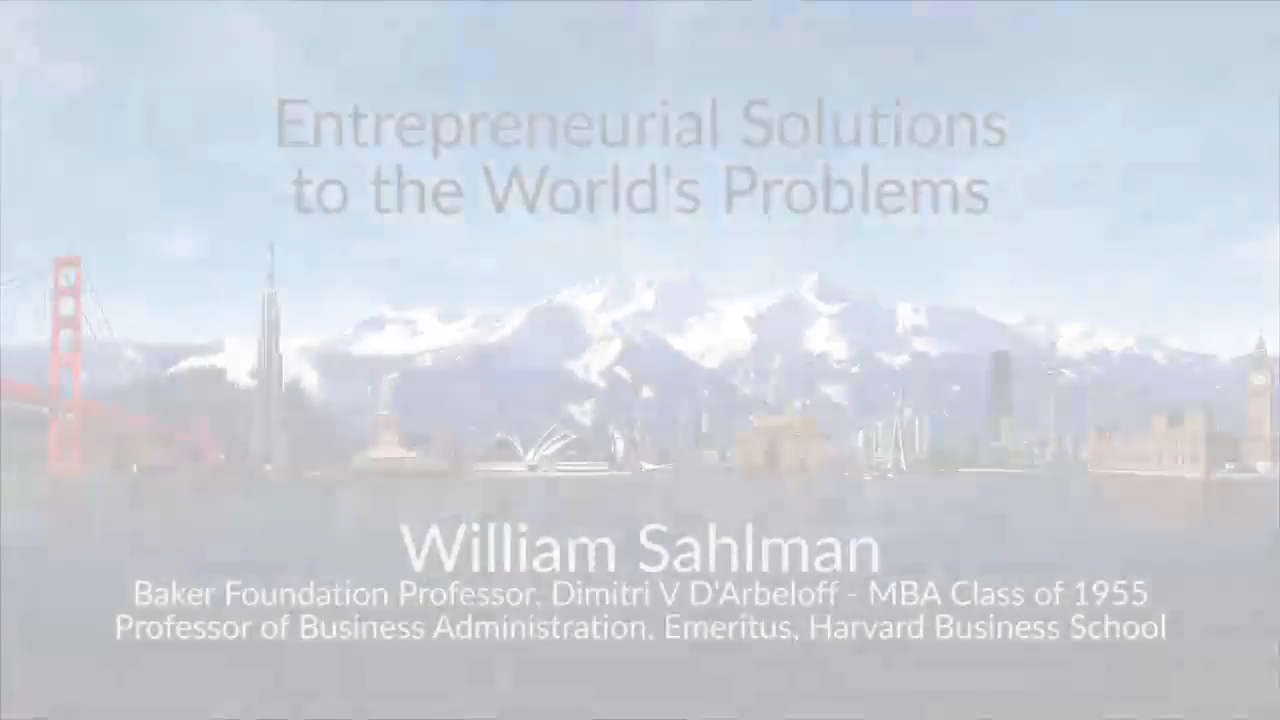 Entrepreneurial Solutions
to the World's Problems
William Sahlman
Baker Foundation Professor, Dimitri V D'Arbeloff - MBA Class of 1955
Professor of Business Administration, Emeritus, Harvard Business School